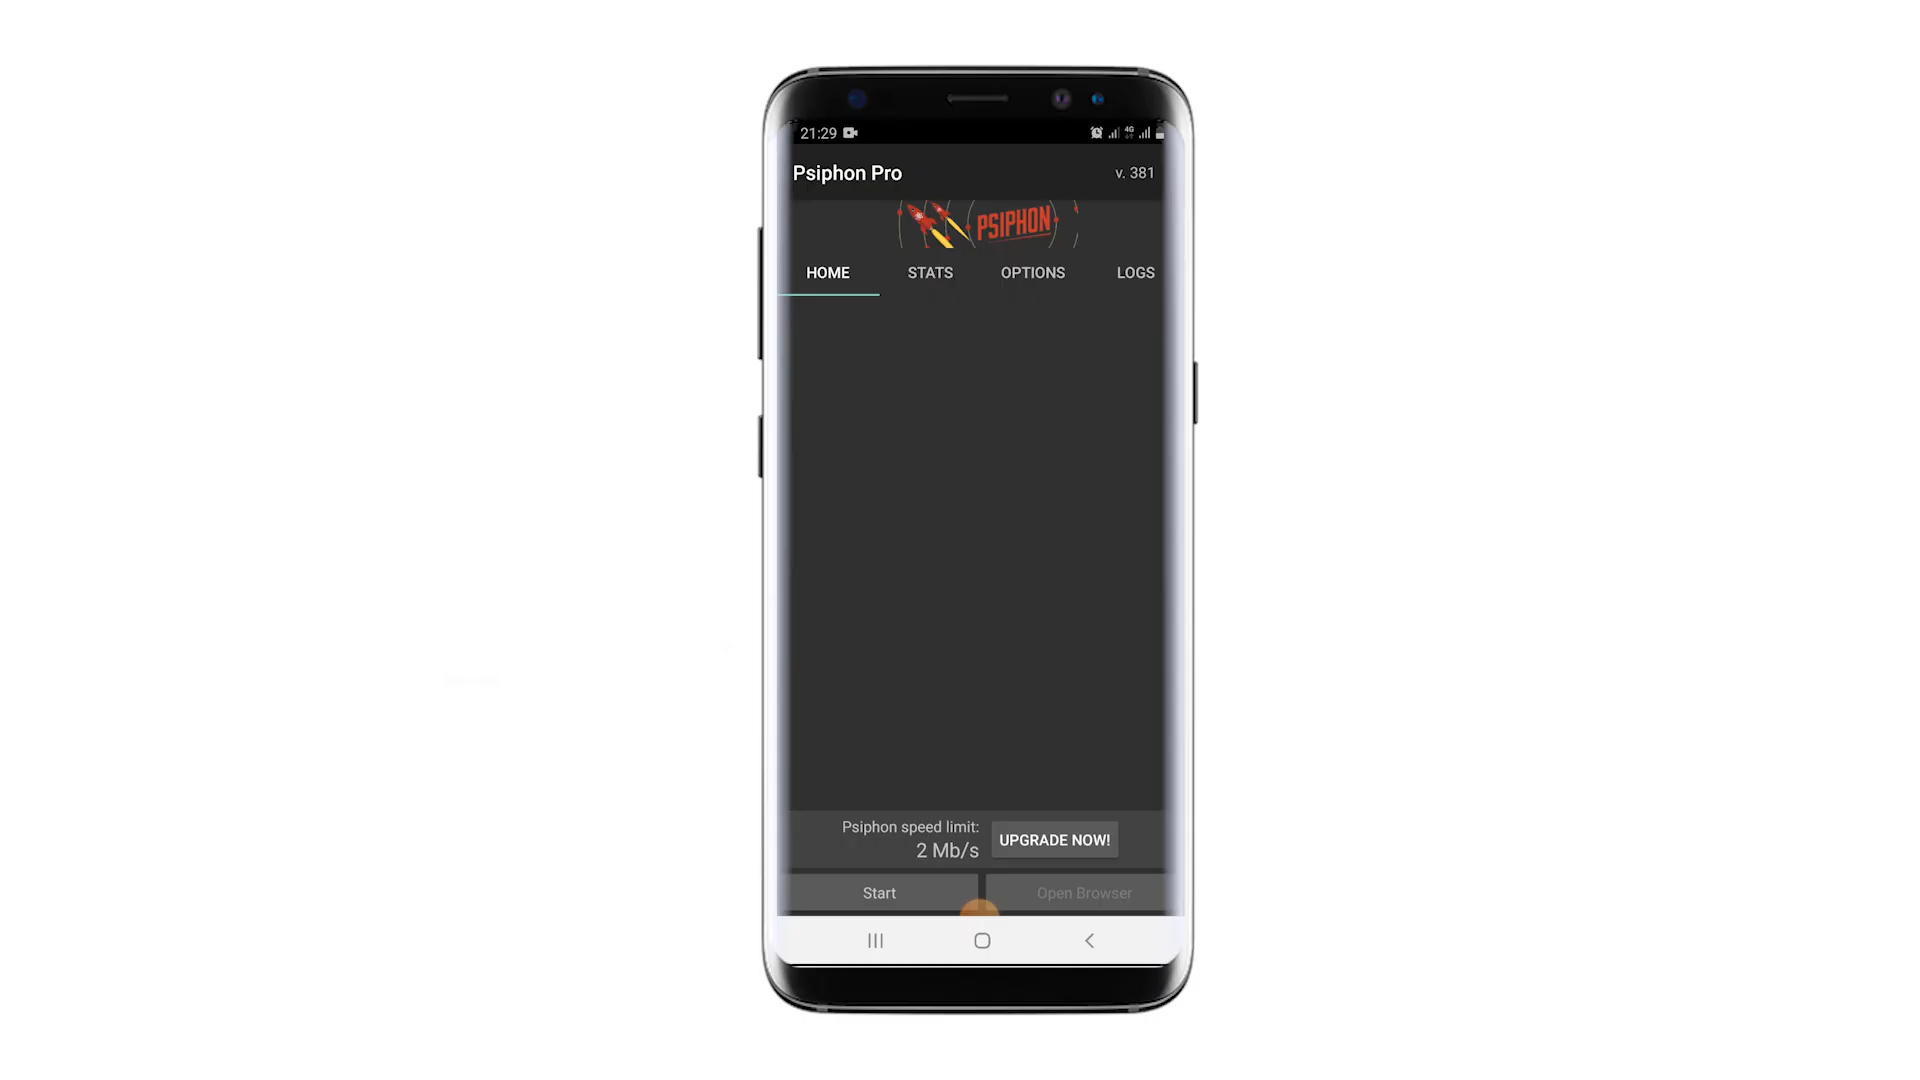 21:29
4G
Psiphon Pro
v. 381
PSIPHON
HOME
STATS
OPTIONS
LOGS
Psiphon speed limit:
2 Mb/s
UPGRADE NOW!
Start
Open Browser